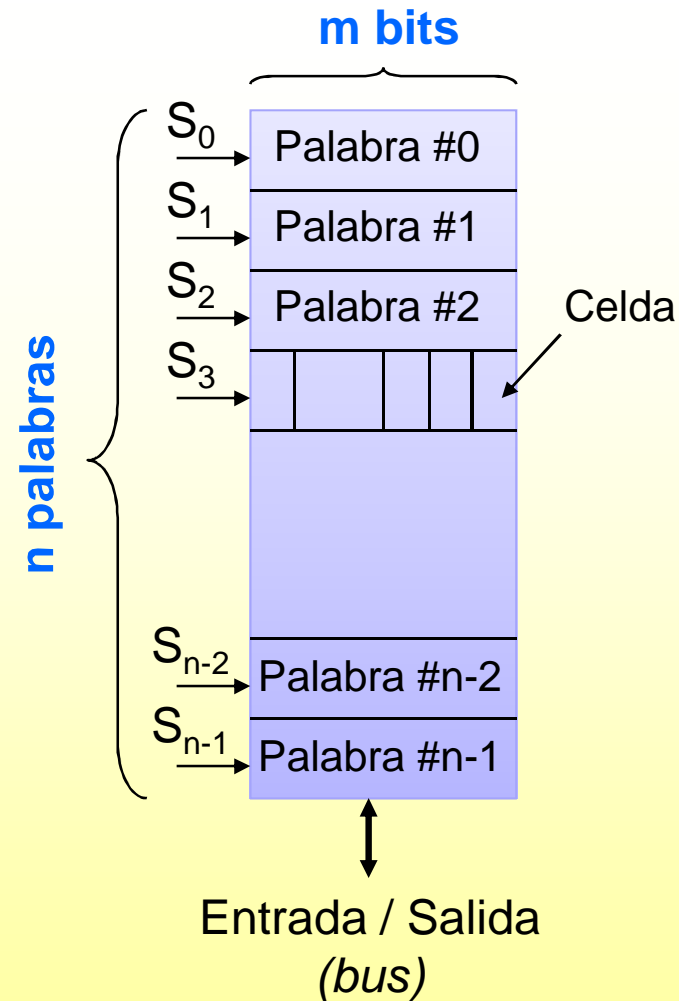 m bits
S0
Palabra #0
S1
Palabra #1
S2
Palabra #2
Celda
S3
n palabras
Sn-2
Palabra #n-2
Sn-1
Palabra #n-1
Entrada / Salida
(bus)